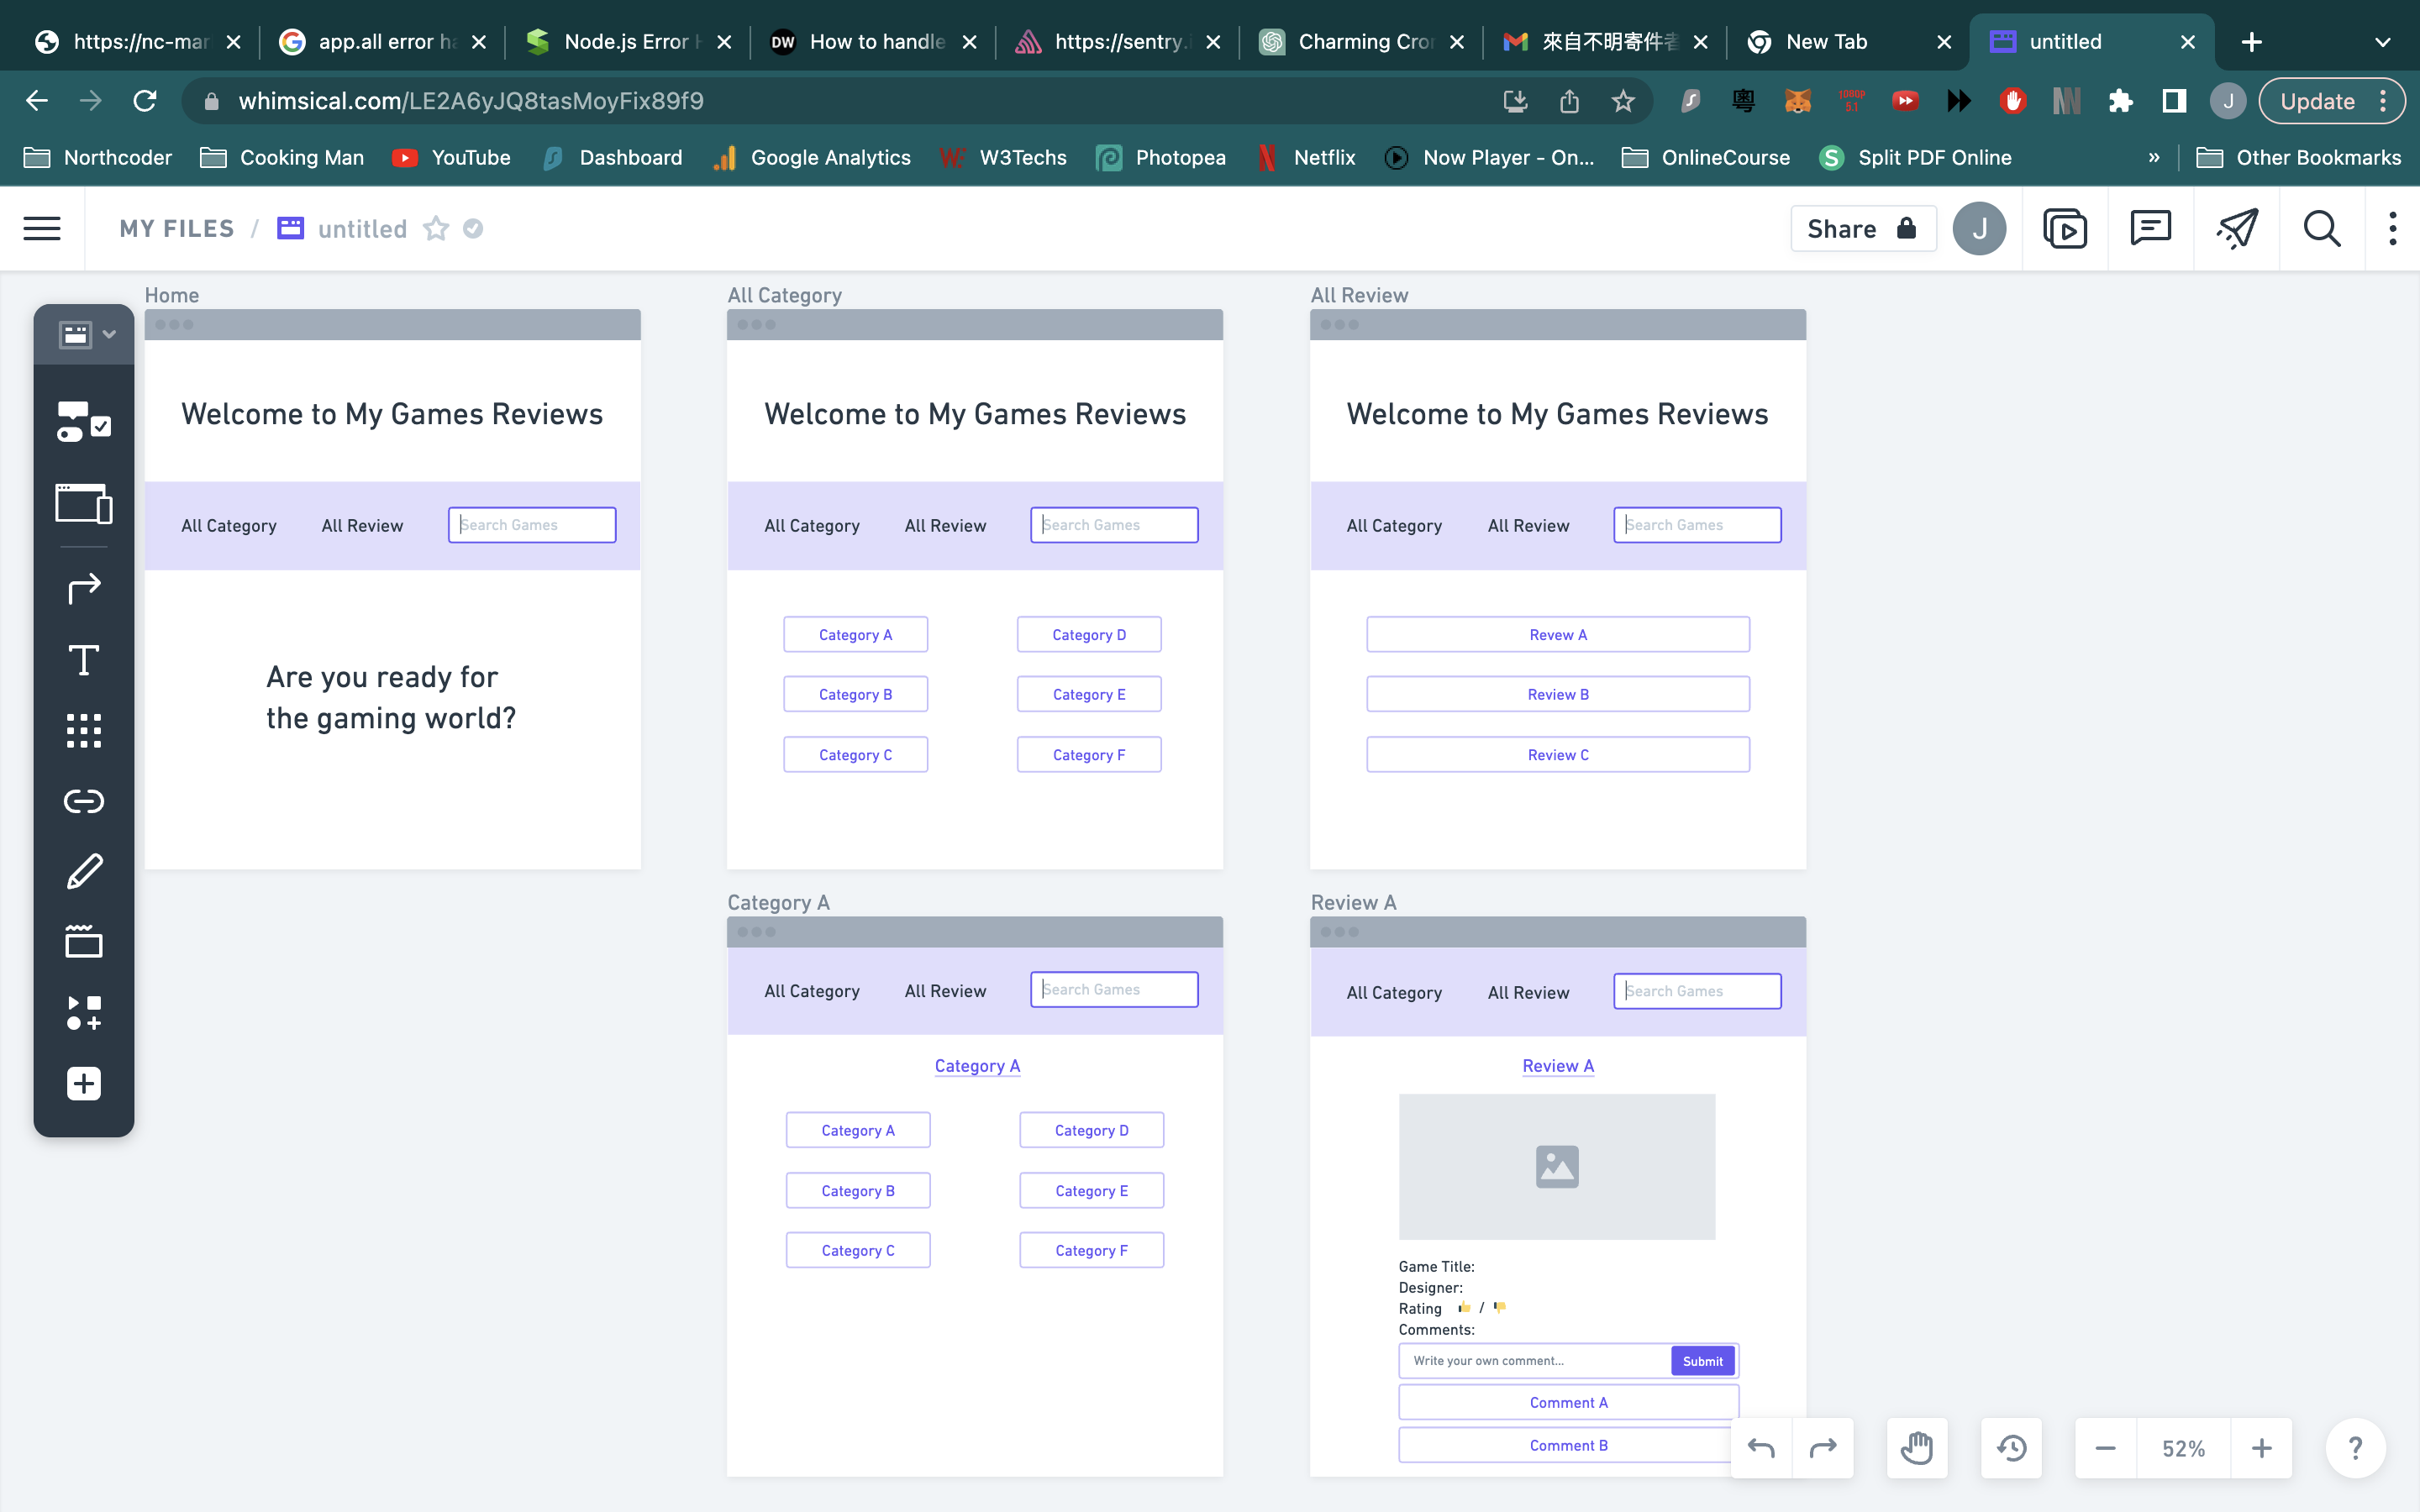 https://nc-mar
app.all error ha
Node.js Error H
DW
How to handle
https://sentry.i
Charming Cror
來自不明寄件者
New Tab
untitled
whimsical.com/LE2A6yJQ8tasMoyFix89f9
粵
1080P
5.1
J
Update
Northcoder
Cooking Man
YouTube
Dashboard
Google Analytics
W3Techs
Photopea
Netflix
Now Player - On...
OnlineCourse
S
Split PDF Online
»
Other Bookmarks
MY FILES / untitled
Share
J
Home
Welcome to My Games Reviews
All Category
All Review
Search Games
Are you ready for
the gaming world?
All Category
Welcome to My Games Reviews
All Category
All Review
Search Games
Category A
Category D
Category B
Category E
Category C
Category F
All Review
Welcome to My Games Reviews
All Category
All Review
Search Games
Revew A
Review B
Review C
Category A
All Category
All Review
Search Games
Category A
Category A
Category D
Category B
Category E
Category C
Category F
Review A
All Category
All Review
Search Games
Review A
Game Title:
Designer:
Rating 👍 / 👎
Comments:
Write your own comment...
Submit
Comment A
Comment B
52%
?